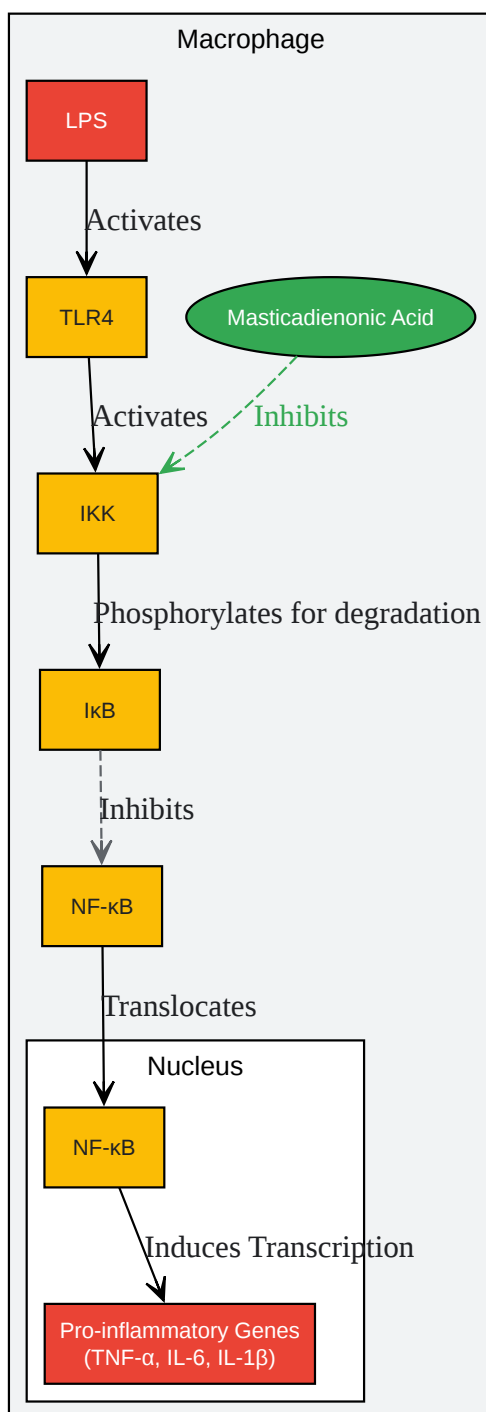 Macrophage
LPS
Activates
TLR4
Masticadienonic Acid
Activates
Inhibits
IKK
Phosphorylates for degradation
IκB
Inhibits
NF-κB
Translocates
Nucleus
NF-κB
Induces Transcription
Pro-inflammatory Genes
(TNF-α, IL-6, IL-1β)